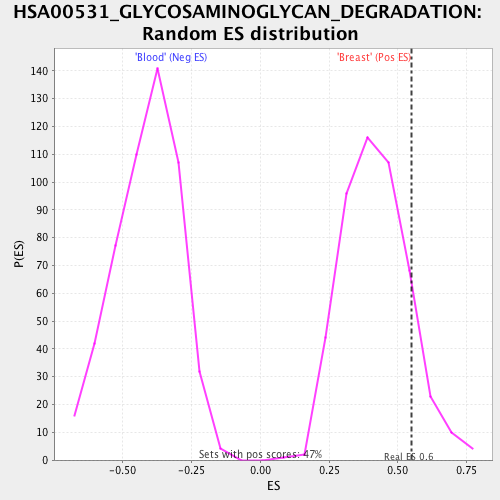 HSA00531_GLYCOSAMINOGLYCAN_DEGRADATION:
Random ES distribution
'Blood' (Neg ES)
'Breast' (Pos ES)
140
130
120
110
100
90
80
70
60
50
40
30
20
10
0
P(ES)
Sets with pos scores: 47%
Real ES 0.6
-0.50
-0.25
0.00
0.25
0.50
0.75
ES